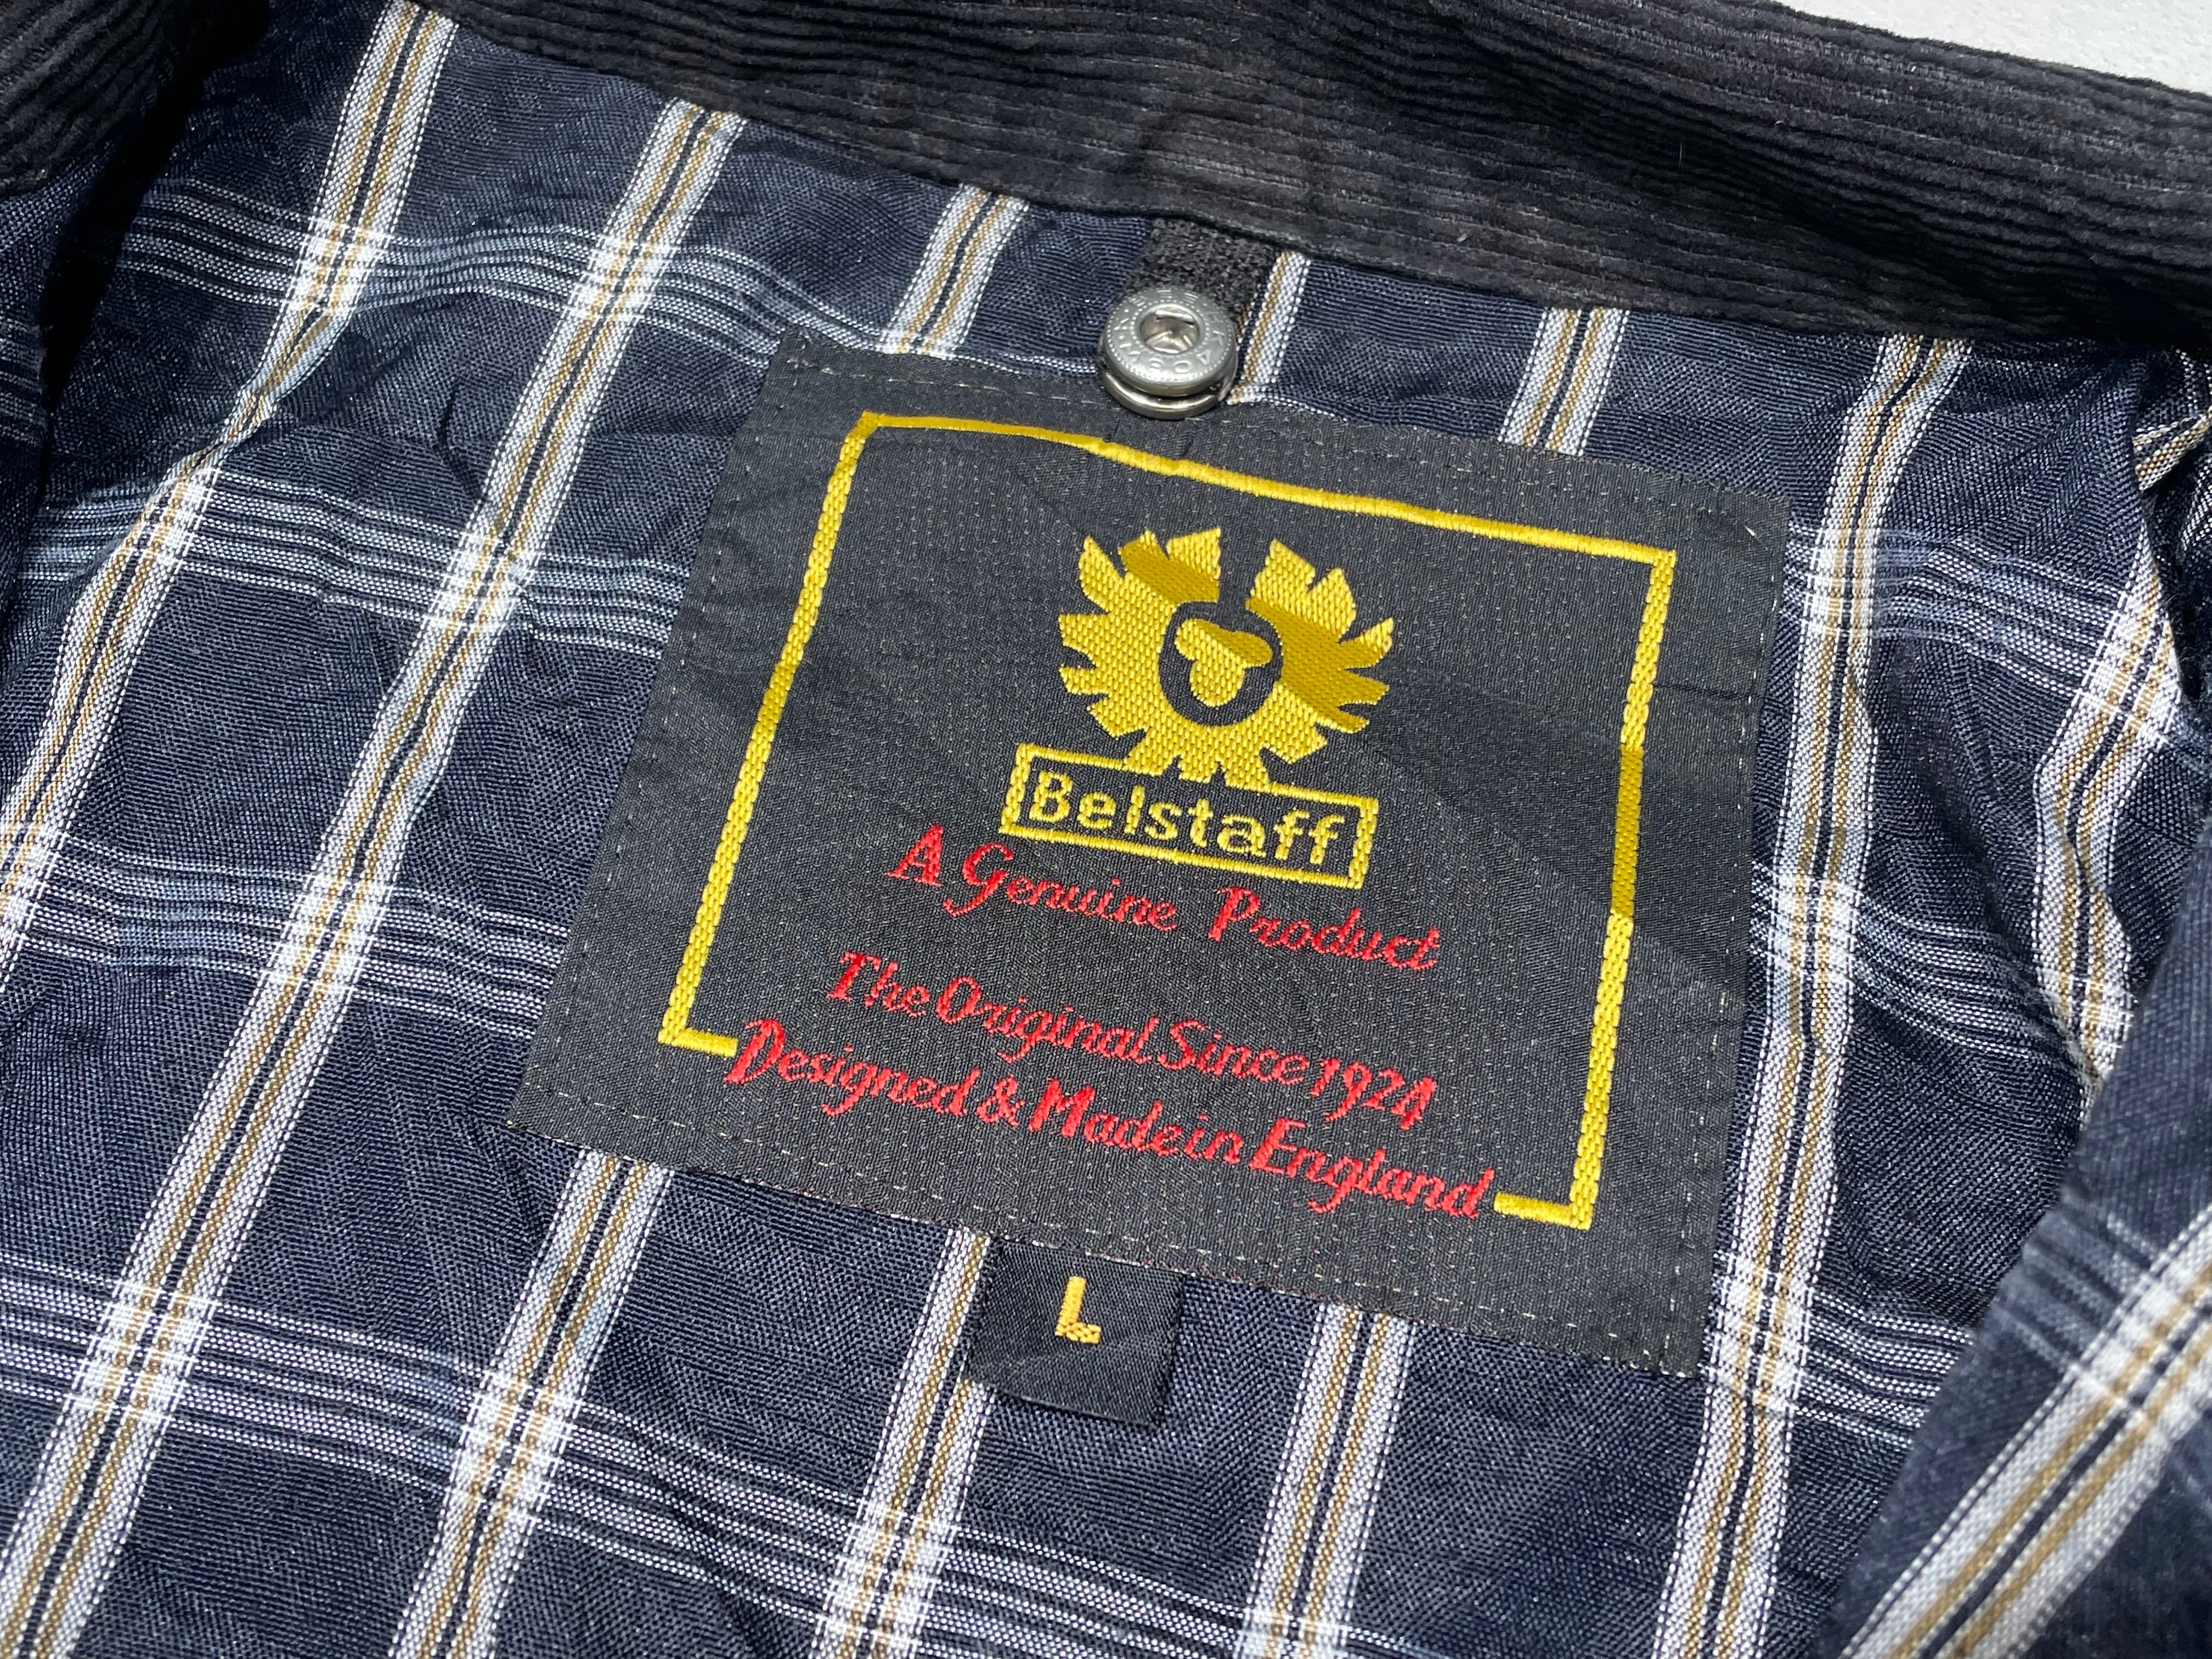 Belstaff
A Genuine Product
The Original Since 1924
Designed & Made in England
L